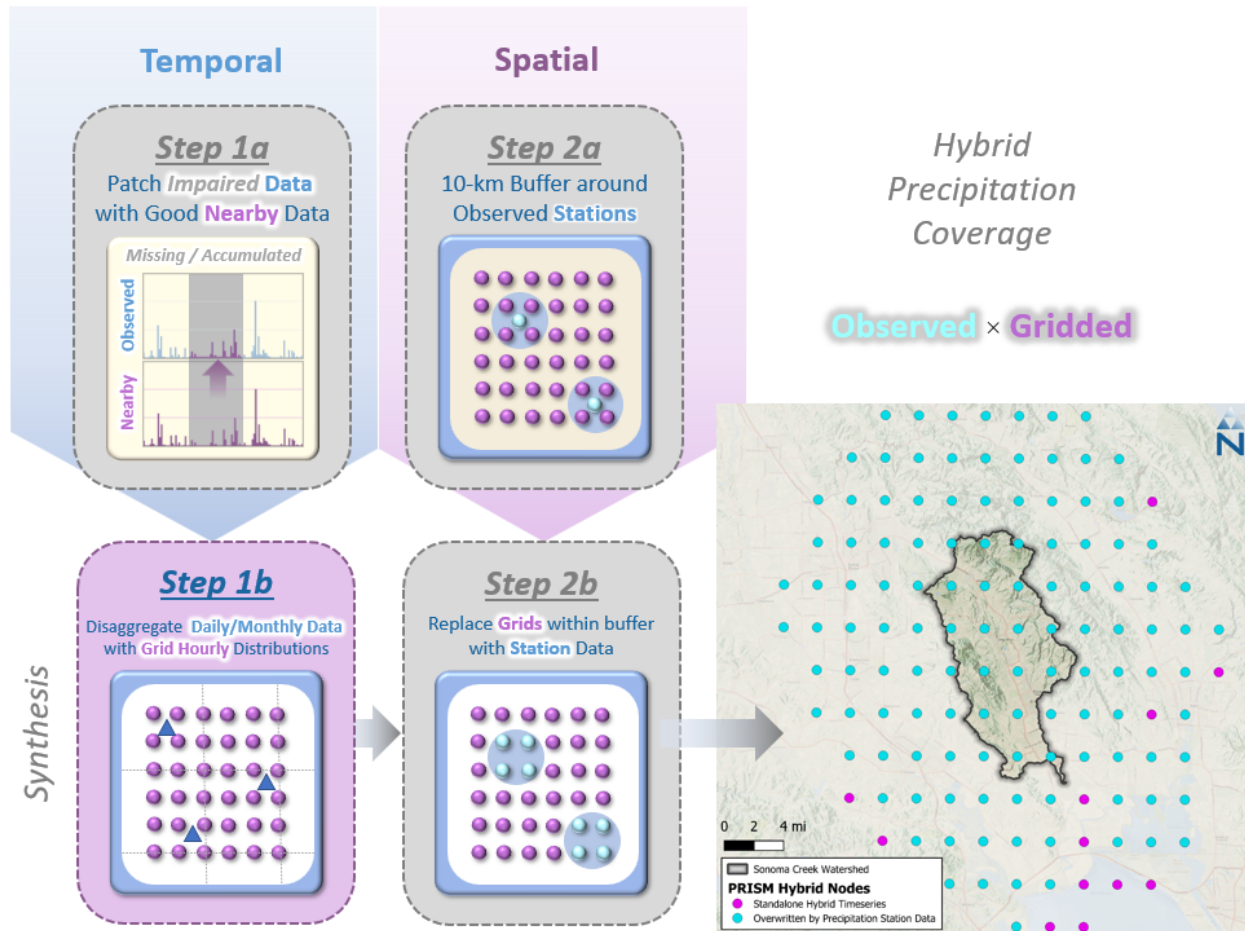 Temporal
Spatial
Step 1a
Patch Impaired Data
with Good Nearby Data
Missing / Accumulated
Observed
Nearby
Step 2a
10-km Buffer around
Observed Stations
Hybrid
Precipitation
Coverage
Observed × Gridded
Synthesis
Step 1b
Disaggregate Daily/Monthly Data
with Grid Hourly Distributions
Step 2b
Replace Grids within buffer
with Station Data
N
0 2 4 mi
Sonoma Creek Watershed
PRISM Hybrid Nodes
Standalone Hybrid Timeseries
Overwritten by Precipitation Station Data